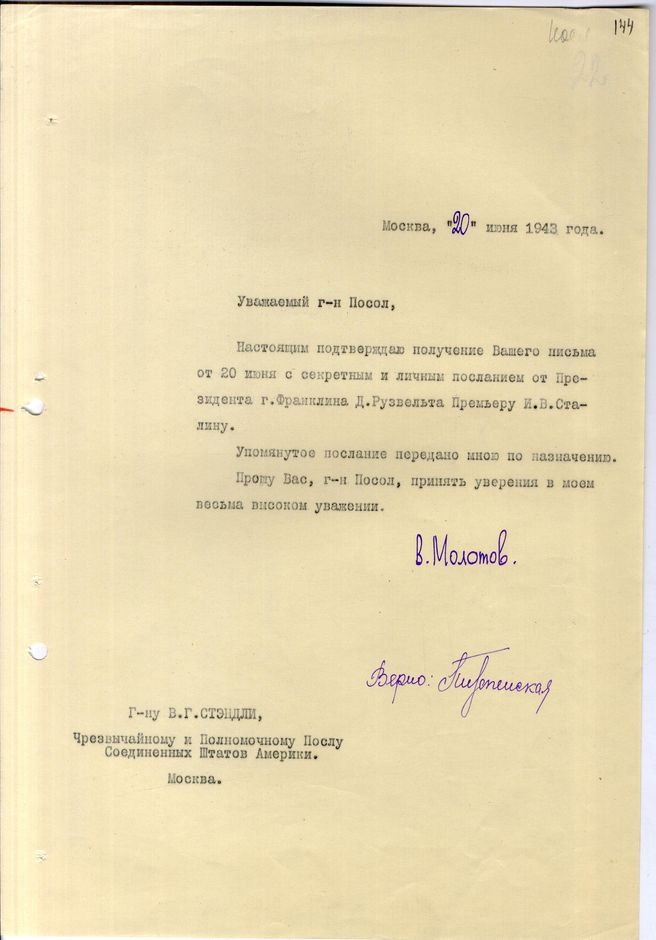 144
22
Москва, "20" июня 1943 года.
Уважаемый г-н Посол,
Настоящим подтверждаю получение Вашего письма
от 20 июня с секретным и личным посланием от Пре-
зидента г.Франклина Д.Рузвельта Премьеру И.В.Ста-
лину.
Упомянутое послание передано мною по назначению.
Прошу Вас, г-н Посол, принять уверения в моем
весьма высоком уважении.
В.Молотов.
Верно:
Г-ну В.Г.СТЭНДЛИ,
Чрезвычайному и Полномочному Послу
Соединенных Штатов Америки.
Москва.